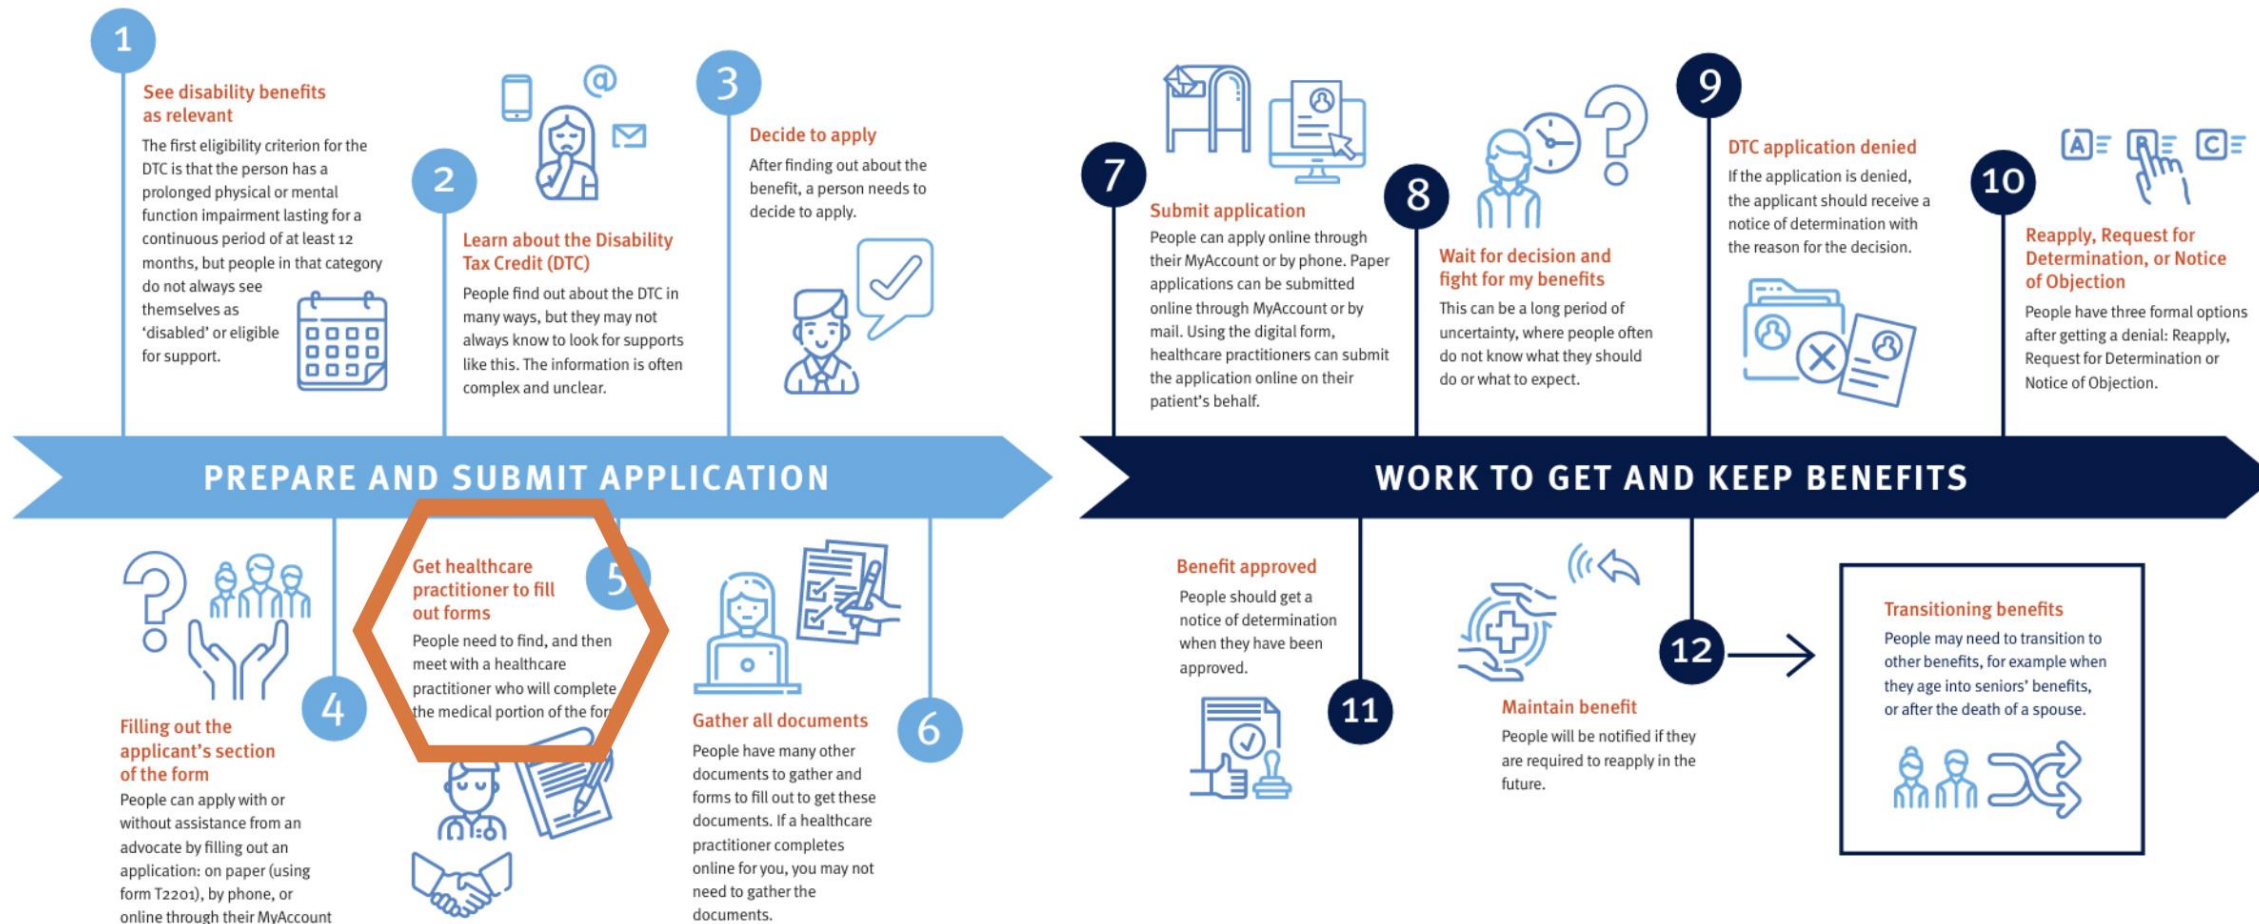 1
See disability benefits
as relevant
The first eligibility criterion for the
DTC is that the person has a
prolonged physical or mental
function impairment lasting for a
continuous period of at least 12
months, but people in that category
do not always see
themselves as
‘disabled’ or eligible
for support.
2
Learn about the Disability
Tax Credit (DTC)
People find out about the DTC in
many ways, but they may not
always know to look for supports
like this. The information is often
complex and unclear.
3
Decide to apply
After finding out about the
benefit, a person needs to
decide to apply.
PREPARE AND SUBMIT APPLICATION
4
Filling out the
applicant’s section
of the form
People can apply with or
without assistance from an
advocate by filling out an
application: on paper (using
form T2201), by phone, or
online through their MyAccount
5
Get healthcare
practitioner to fill
out forms
People need to find, and then
meet with a healthcare
practitioner who will complete
the medical portion of the for
6
Gather all documents
People have many other
documents to gather and
forms to fill out to get these
documents. If a healthcare
practitioner completes
online for you, you may not
need to gather the
documents.
7
Submit application
People can apply online through
their MyAccount or by phone. Paper
applications can be submitted
online through MyAccount or by
mail. Using the digital form,
healthcare practitioners can submit
the application online on their
patient’s behalf.
8
Wait for decision and
fight for my benefits
This can be a long period of
uncertainty, where people often
do not know what they should
do or what to expect.
9
DTC application denied
If the application is denied,
the applicant should receive a
notice of determination with
the reason for the decision.
10
A B C
Reapply, Request for
Determination, or Notice
of Objection
People have three formal options
after getting a denial: Reapply,
Request for Determination or
Notice of Objection.
WORK TO GET AND KEEP BENEFITS
11
Benefit approved
People should get a
notice of determination
when they have been
approved.
12
Maintain benefit
People will be notified if they
are required to reapply in the
future.
Transitioning benefits
People may need to transition to
other benefits, for example when
they age into seniors’ benefits,
or after the death of a spouse.